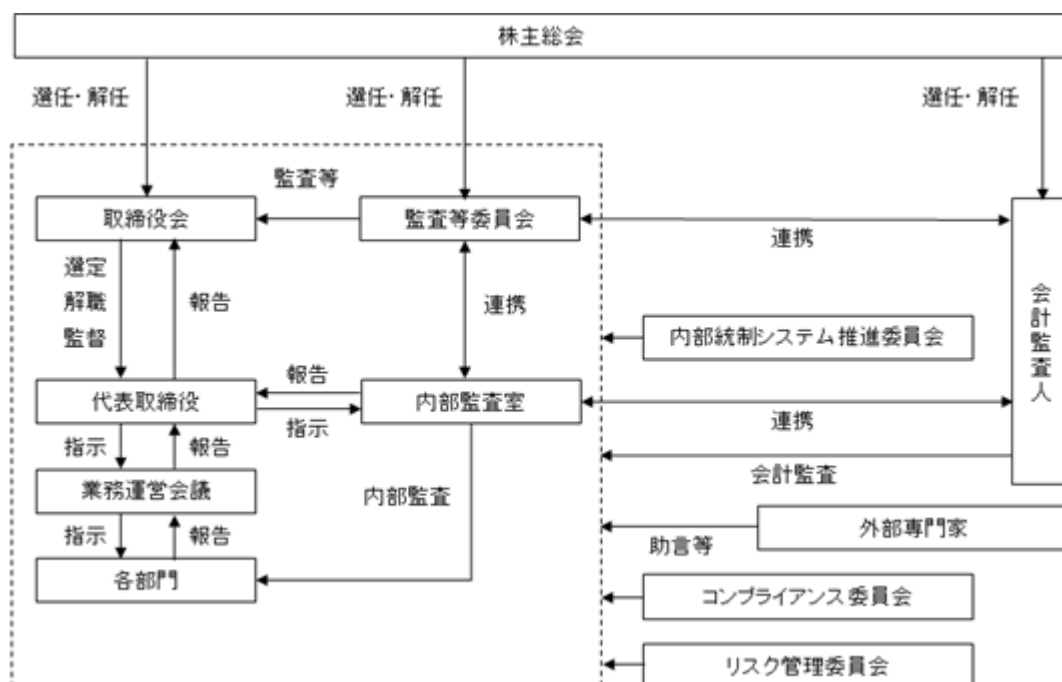 株主総会
選任・解任
選任・解任
選任・解任
監査等
取締役会
監査等委員会
連携
選定
解職
監督
報告
連携
内部統制システム推進委員会
会計監査人
報告
代表取締役
内部監査室
指示
連携
指示
報告
会計監査
業務運営会議
内部監査
外部専門家
指示
報告
助言等
各部門
コンプライアンス委員会
リスク管理委員会